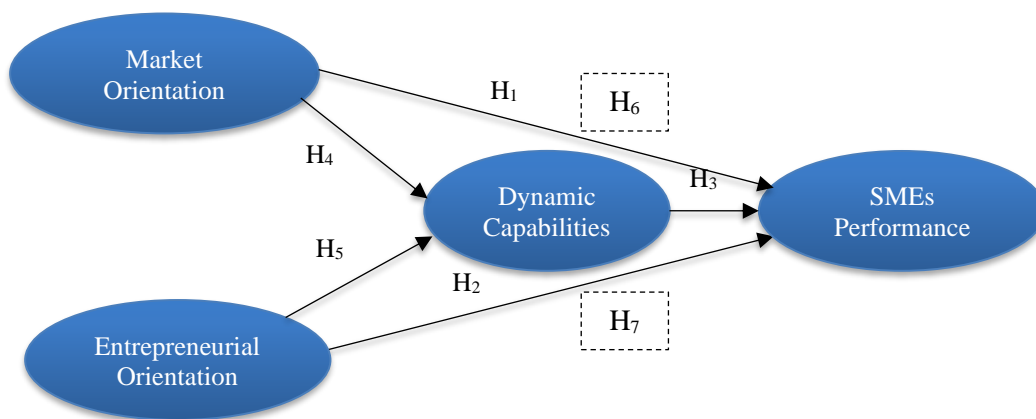 Market
Orientation
H₁
H₆
H₄
Dynamic
Capabilities
H₃
SMEs
Performance
H₅
H₂
H₇
Entrepreneurial
Orientation